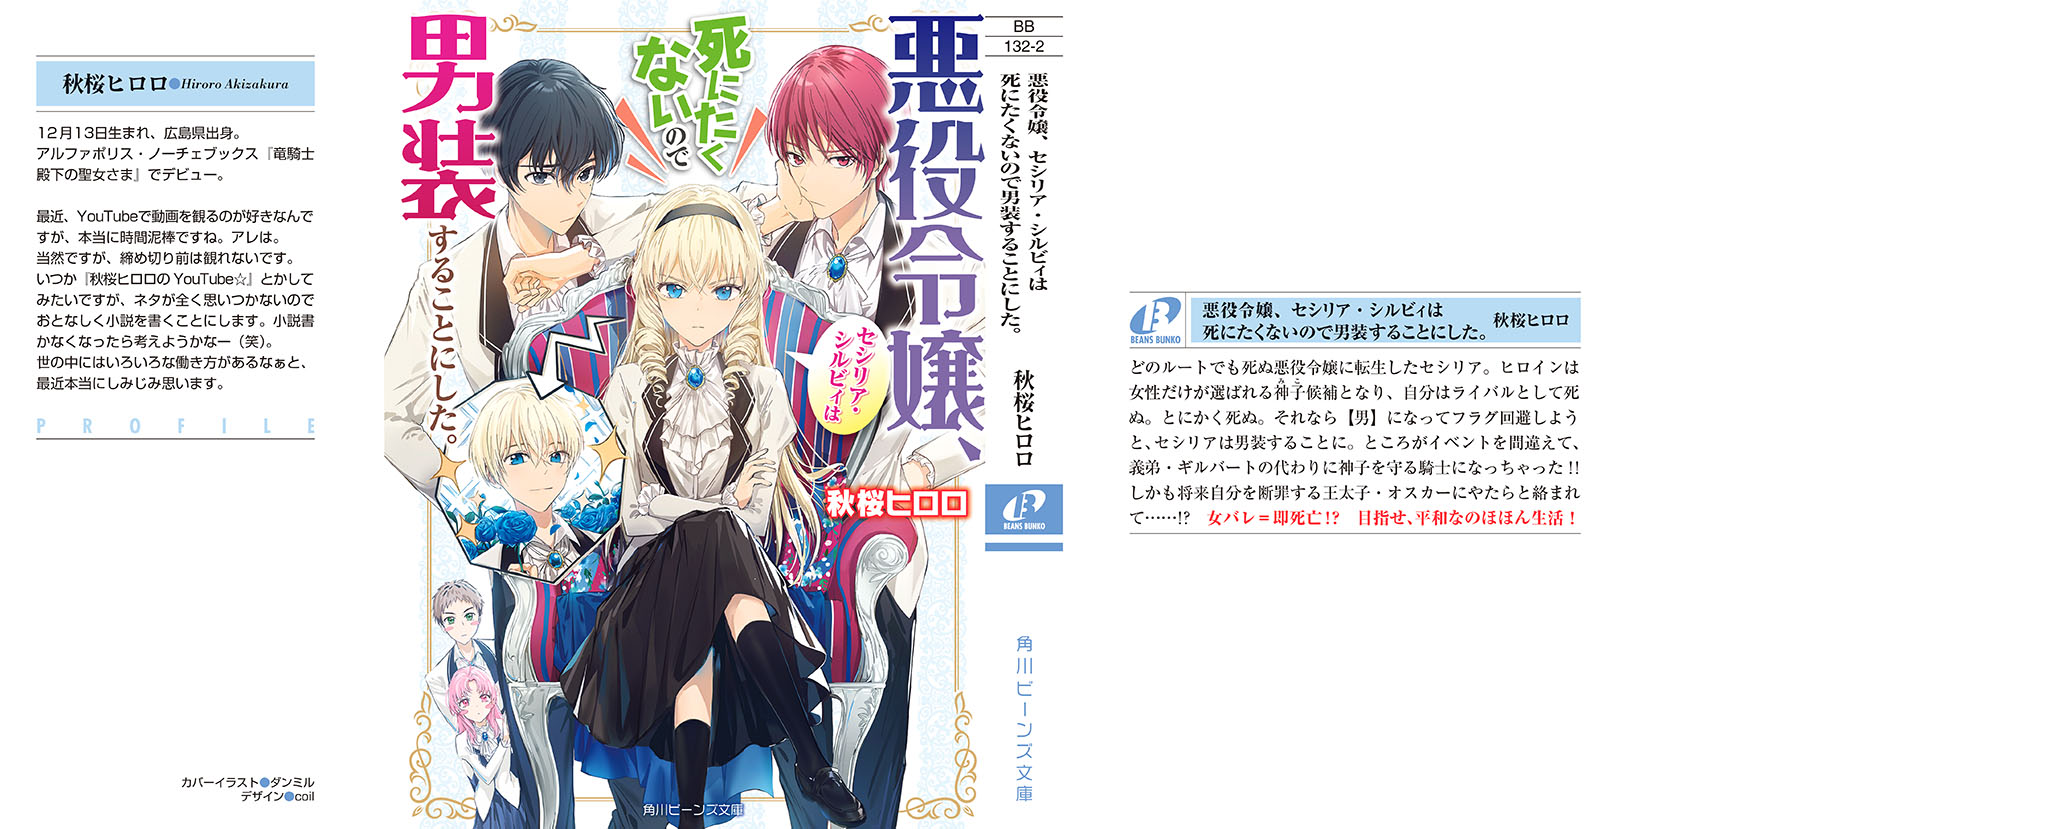 秋桜ヒロロ●Hiroro Akizakura
12月13日生まれ、広島県出身。
アルファポリス・ノーチェブックス『竜騎士
殿下の聖女さま』でデビュー。
最近、YouTubeで動画を観るのが好きなんで
すが、本当に時間泥棒ですね。アレは。
当然ですが、締め切り前は観れないです。
いつか『秋桜ヒロロの YouTube☆』とかして
みたいですが、ネタが全く思いつかないので
おとなしく小説を書くことにします。小説書
かなくなったら考えようかなー（笑）。
世の中にはいろいろな働き方があるなぁと、
最近本当にしみじみ思います。
PROFILE
カバーイラスト●ダンミル
デザイン●coil
悪役令嬢、
セシリア・
シルビィは
死にたく
ないので
男装することにした。
秋桜ヒロロ
角川ビーンズ文庫
BB
132-2
悪役令嬢、セシリア・シルビィは
死にたくないので男装することにした。
秋桜ヒロロ
BEANS BUNKO
角川ビーンズ文庫
BEANS BUNKO
悪役令嬢、セシリア・シルビィは
死にたくないので男装することにした。
秋桜ヒロロ
どのルートでも死ぬ悪役令嬢に転生したセシリア。ヒロインは
女性だけが選ばれる神子候補となり、自分はライバルとして死
みこ
ぬ。とにかく死ぬ。それなら【男】になってフラグ回避しよう
と、セシリアは男装することに。ところがイベントを間違えて、
義弟・ギルバートの代わりに神子を守る騎士になっちゃった!!
しかも将来自分を断罪する王太子・オスカーにやたらと絡まれ
て……!? 女バレ＝即死亡!? 目指せ、平和なのほほん生活！